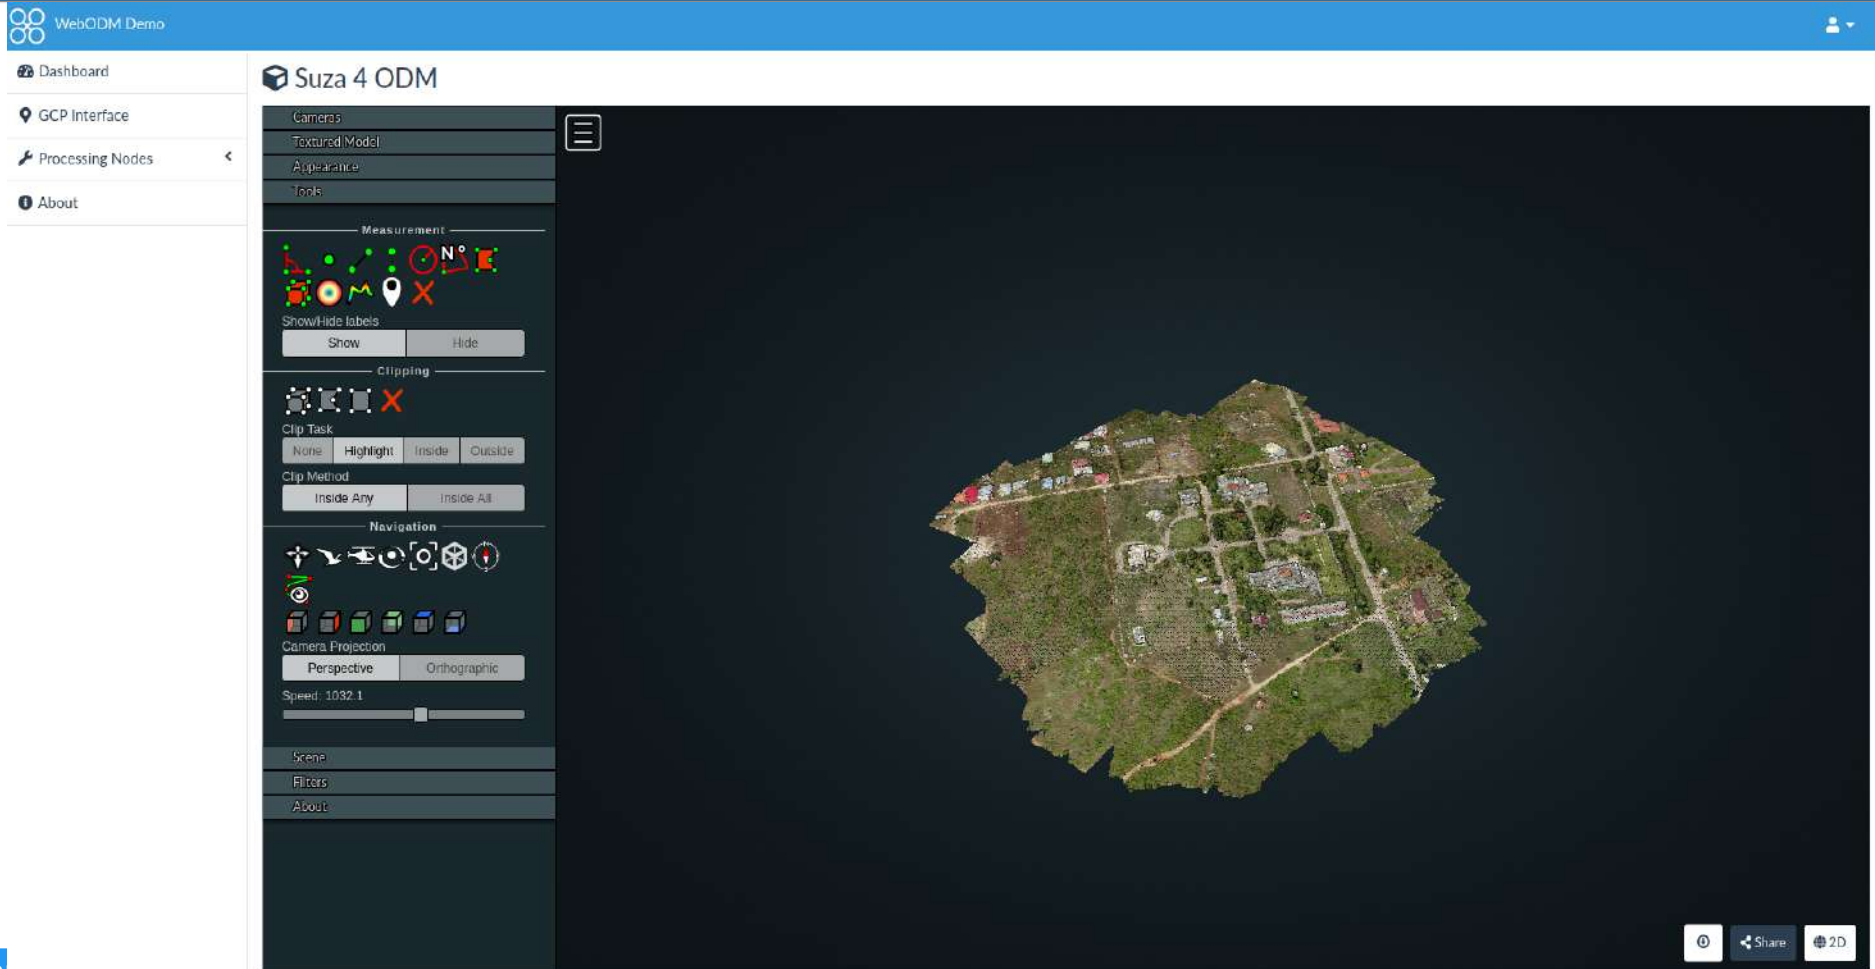 WebODM Demo
Dashboard
GCP Interface
Processing Nodes
About
Suza 4 ODM
Cameras
Textured Model
Appearance
Tools
Measurement
N°
Show/Hide labels
Show Hide
Clipping
Clip Task
None Highlight Inside Outside
Clip Method
Inside Any Inside All
Navigation
Camera Projection
Perspective Orthographic
Speed: 1032.1
Scene
Filters
About
Share
2D